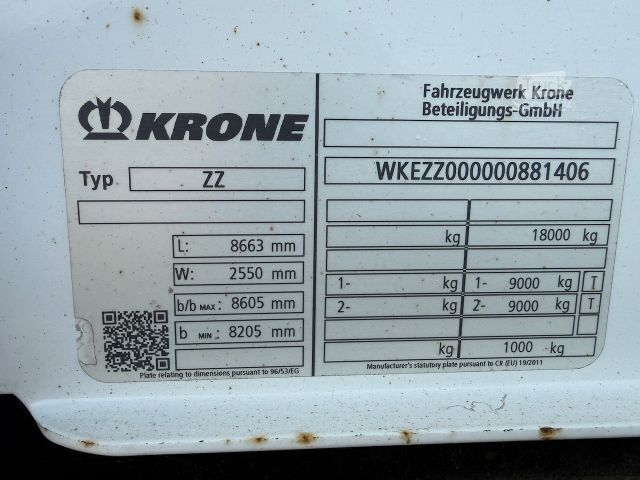 KRONE
Typ ZZ
L: 8663 mm
W: 2550 mm
b/b MAX: 8605 mm
b MIN: 8205 mm
Plate relating to dimensions pursuant to 96/53/EG
Fahrzeugwerk Krone
Beteiligungs-GmbH
WKEZZ000000881406
kg 18000 kg
1- kg 1- 9000 kg T
2- kg 2- 9000 kg T
kg 1000 kg
Manufacturer's statutory plate pursuant to CR (EU) 19/2011